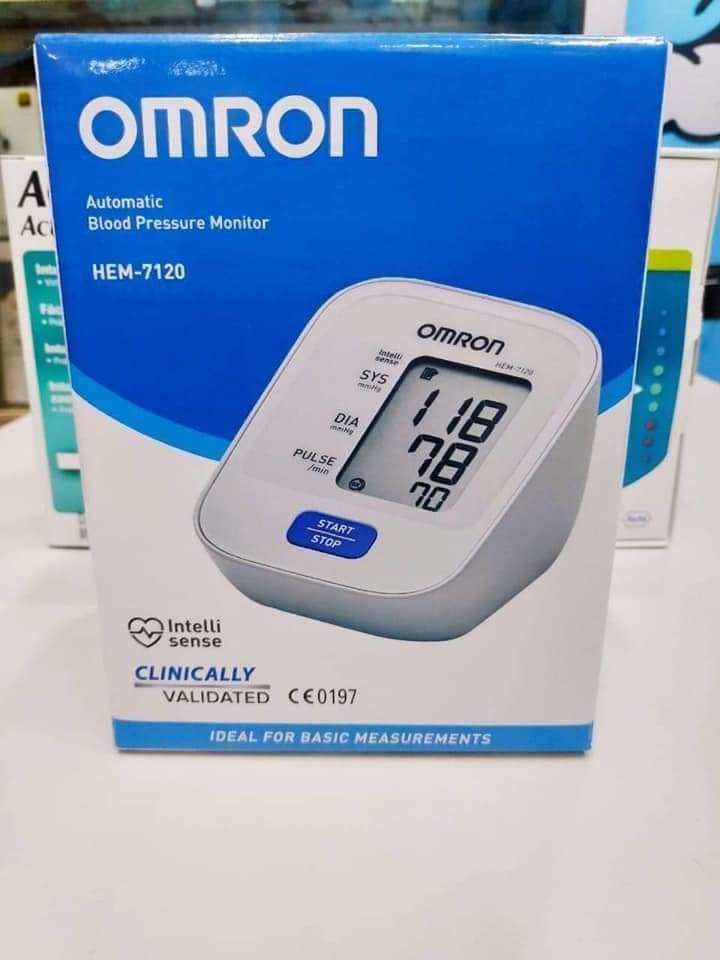 OMRON
Automatic
Blood Pressure Monitor
HEM-7120
OMRON
HEM-7120
Intelli
sense
SYS
mmHg
118
DIA
mmHg
78
PULSE
/min
70
START
STOP
Intelli
sense
CLINICALLY
VALIDATED CE0197
IDEAL FOR BASIC MEASUREMENTS